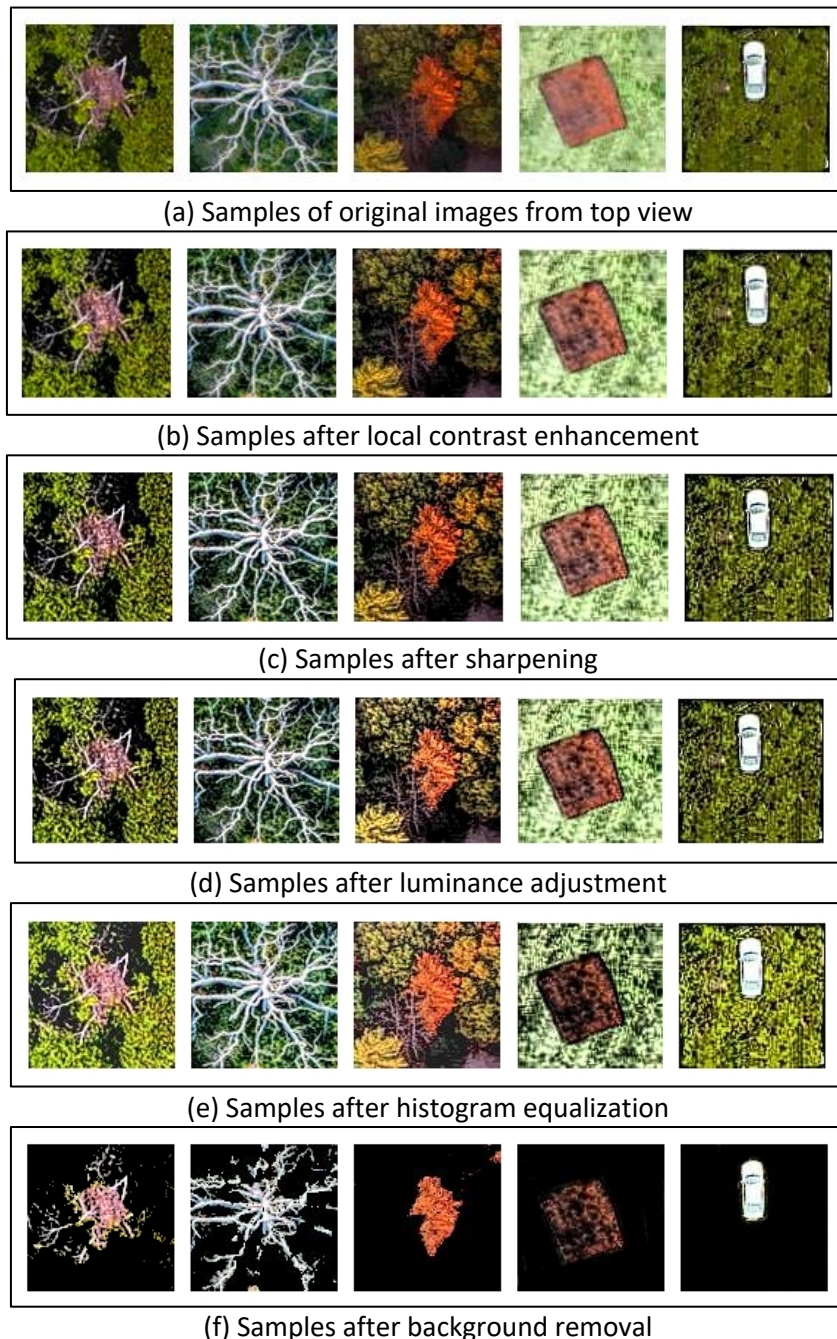 (a) Samples of original images from top view
(b) Samples after local contrast enhancement
(c) Samples after sharpening
(d) Samples after luminance adjustment
(e) Samples after histogram equalization
(f) Samples after background removal